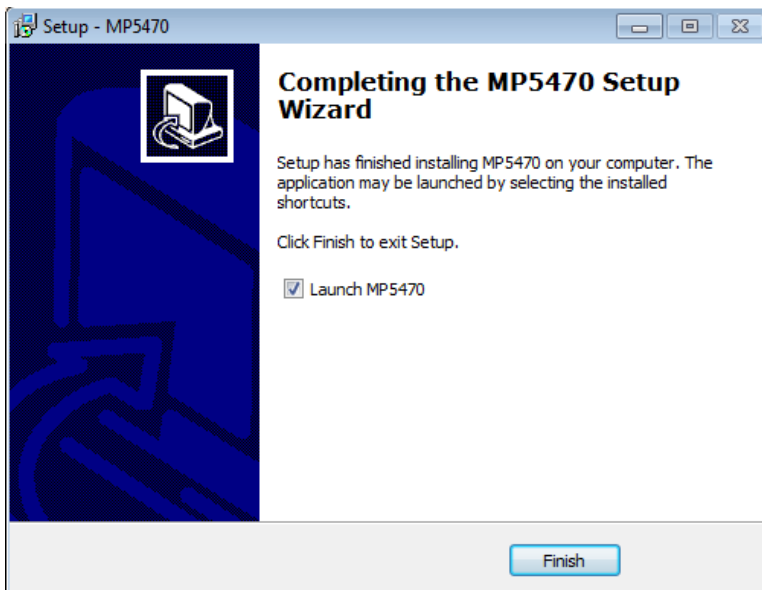 Setup - MP5470
Completing the MP5470 Setup
Wizard
Setup has finished installing MP5470 on your computer. The
application may be launched by selecting the installed
shortcuts.
Click Finish to exit Setup.
Launch MP5470
Finish